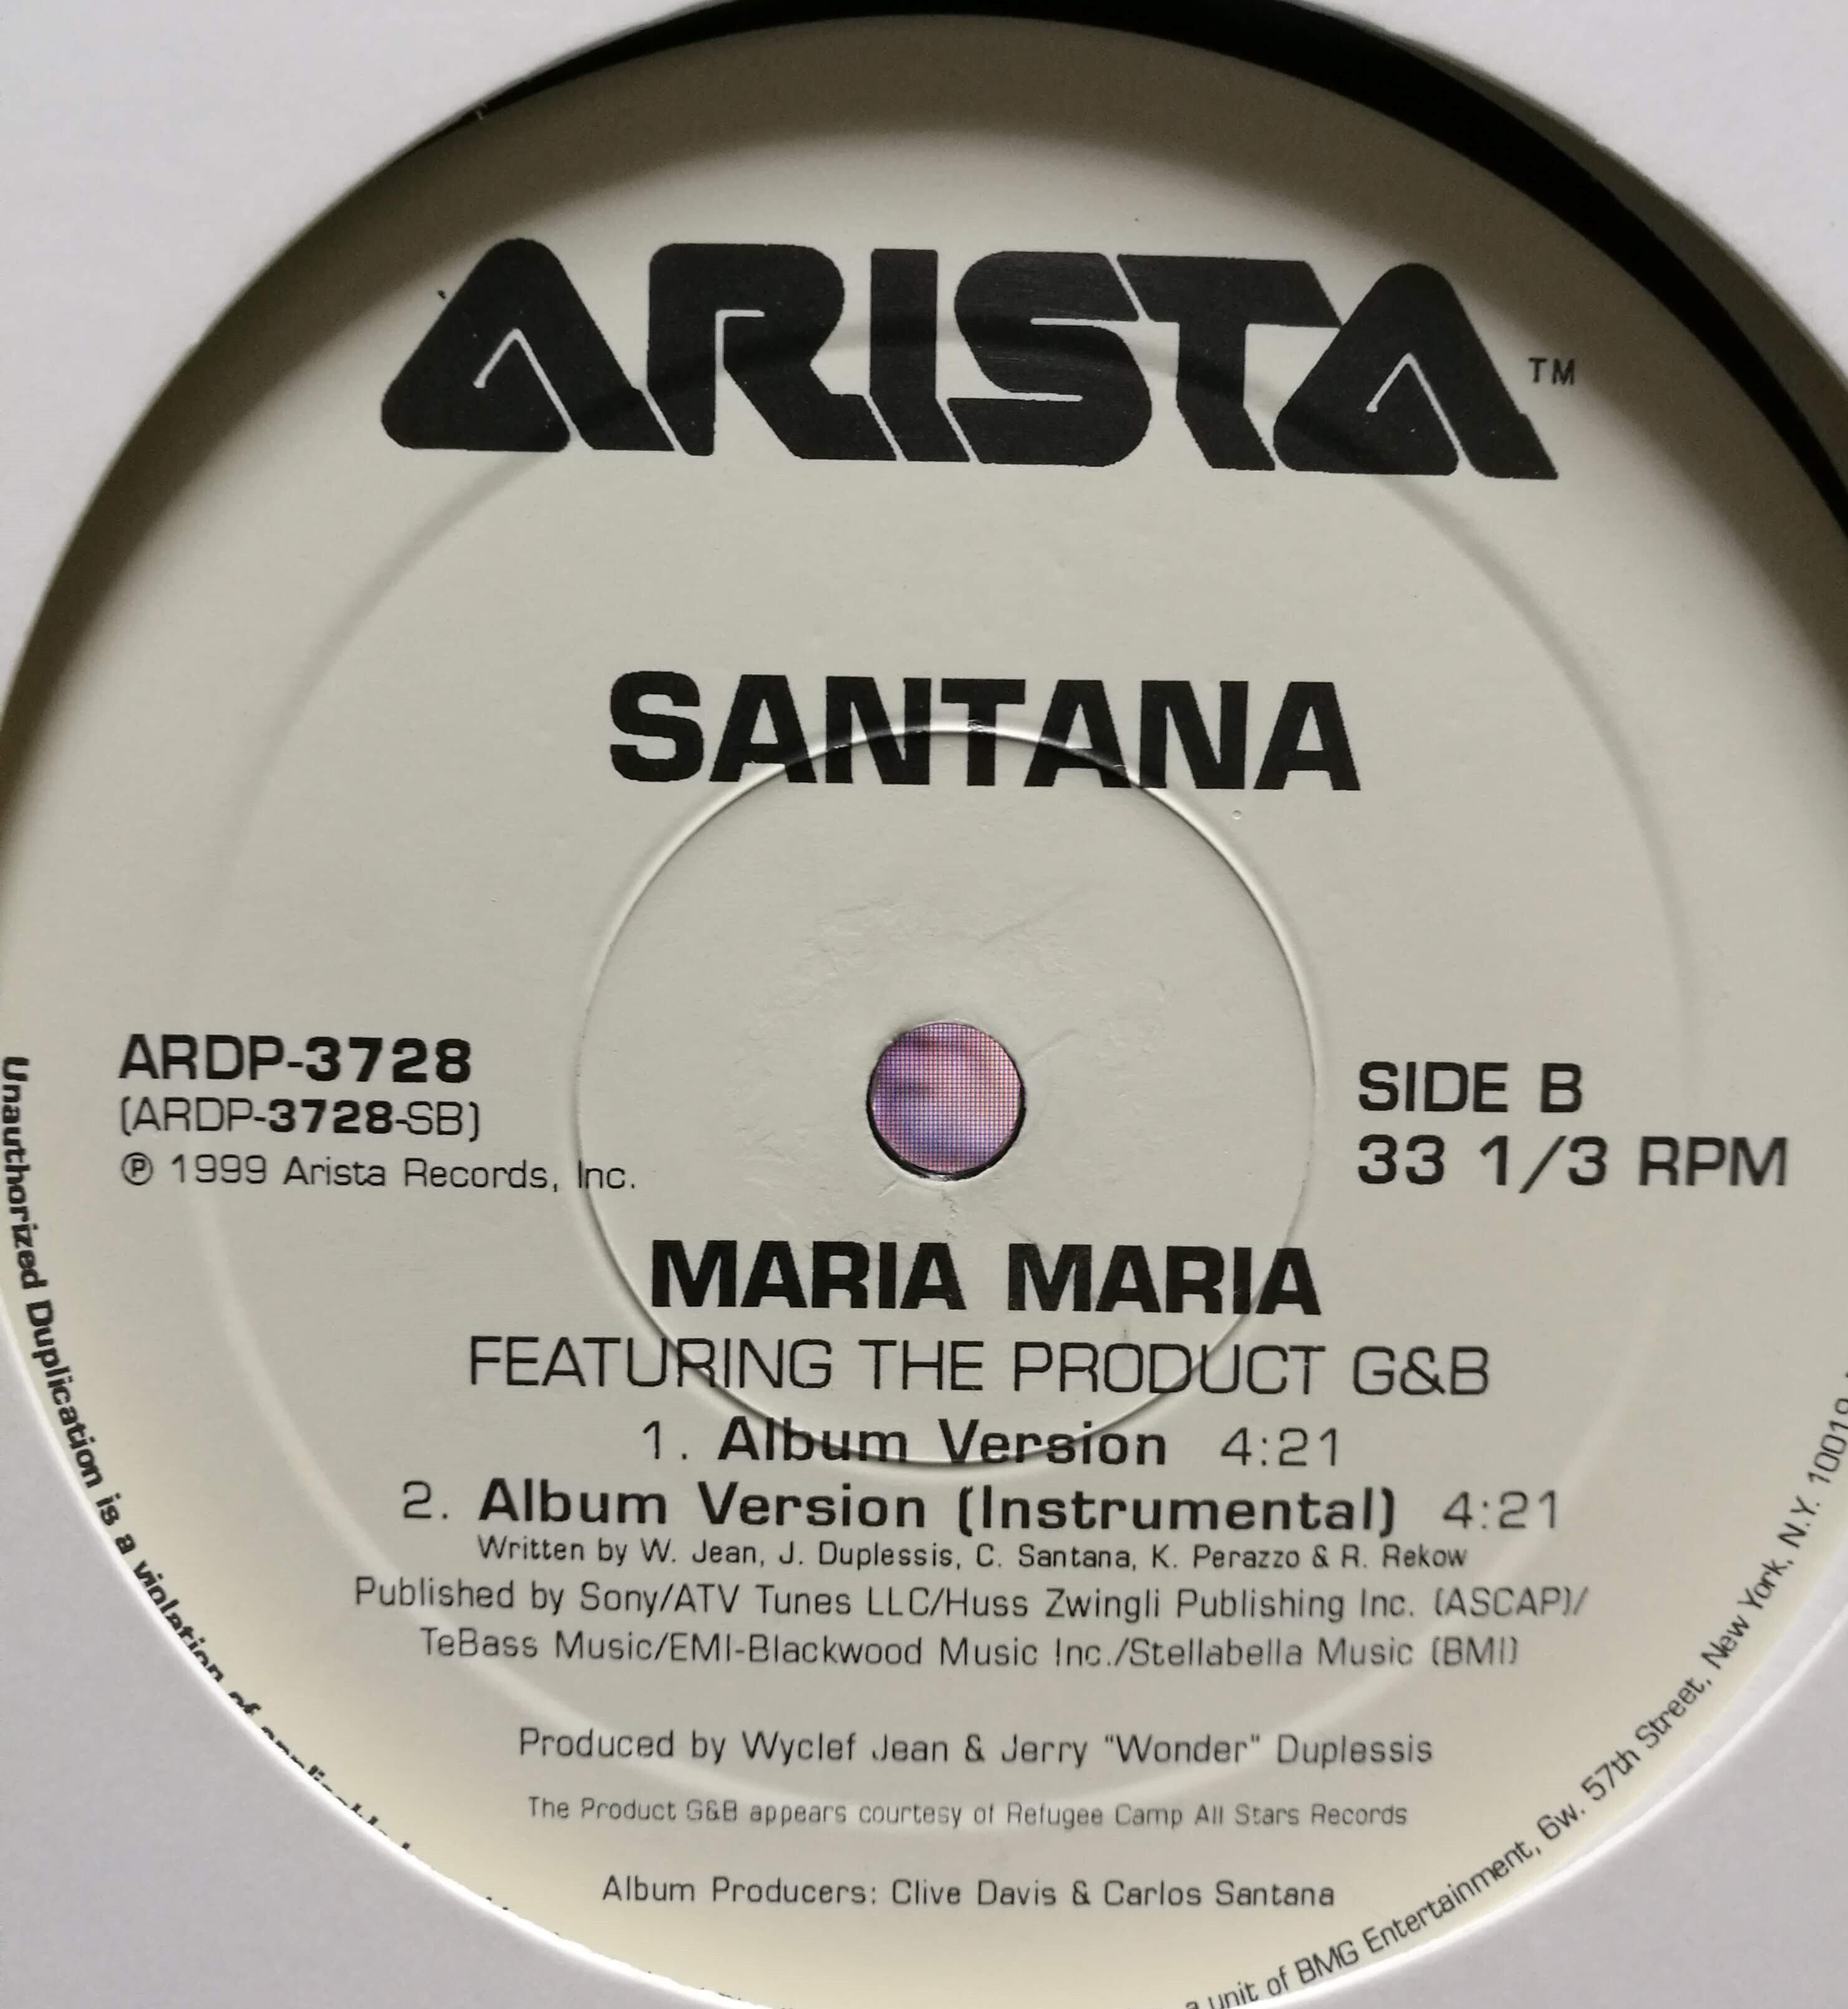 ARISTA™
SANTANA
ARDP-3728
(ARDP-3728-SB)
℗ 1999 Arista Records, Inc.
SIDE B
33 1/3 RPM
MARIA MARIA
FEATURING THE PRODUCT G&B
1. Album Version 4:21
2. Album Version (Instrumental) 4:21
Written by W. Jean, J. Duplessis, C. Santana, K. Perazzo & R. Rekow
Published by Sony/ATV Tunes LLC/Huss Zwingli Publishing Inc. (ASCAP)/
TeBass Music/EMI-Blackwood Music Inc./Stellabella Music (BMI)
Produced by Wyclef Jean & Jerry "Wonder" Duplessis
The Product G&B appears courtesy of Refugee Camp All Stars Records
Album Producers: Clive Davis & Carlos Santana
Unauthorized Duplication is a violation of
a unit of BMG Entertainment, 6w. 57th Street, New York, N.Y. 10019